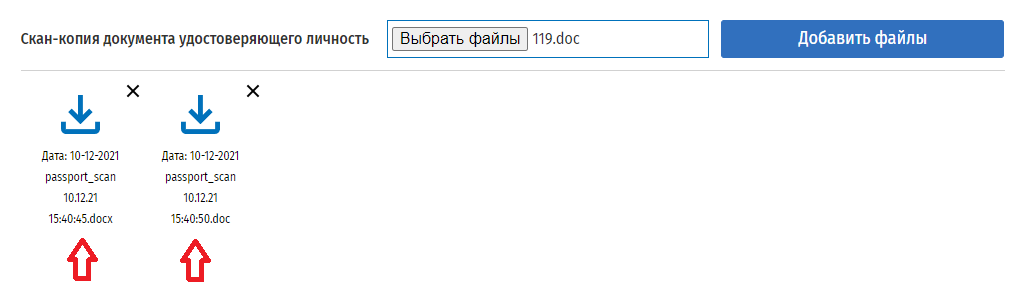 Скан-копия документа удостоверяющего личность
Выбрать файлы 119.doc
Добавить файлы
Дата: 10-12-2021
passport_scan
10.12.21
15:40:45.docx
Дата: 10-12-2021
passport_scan
10.12.21
15:40:50.doc